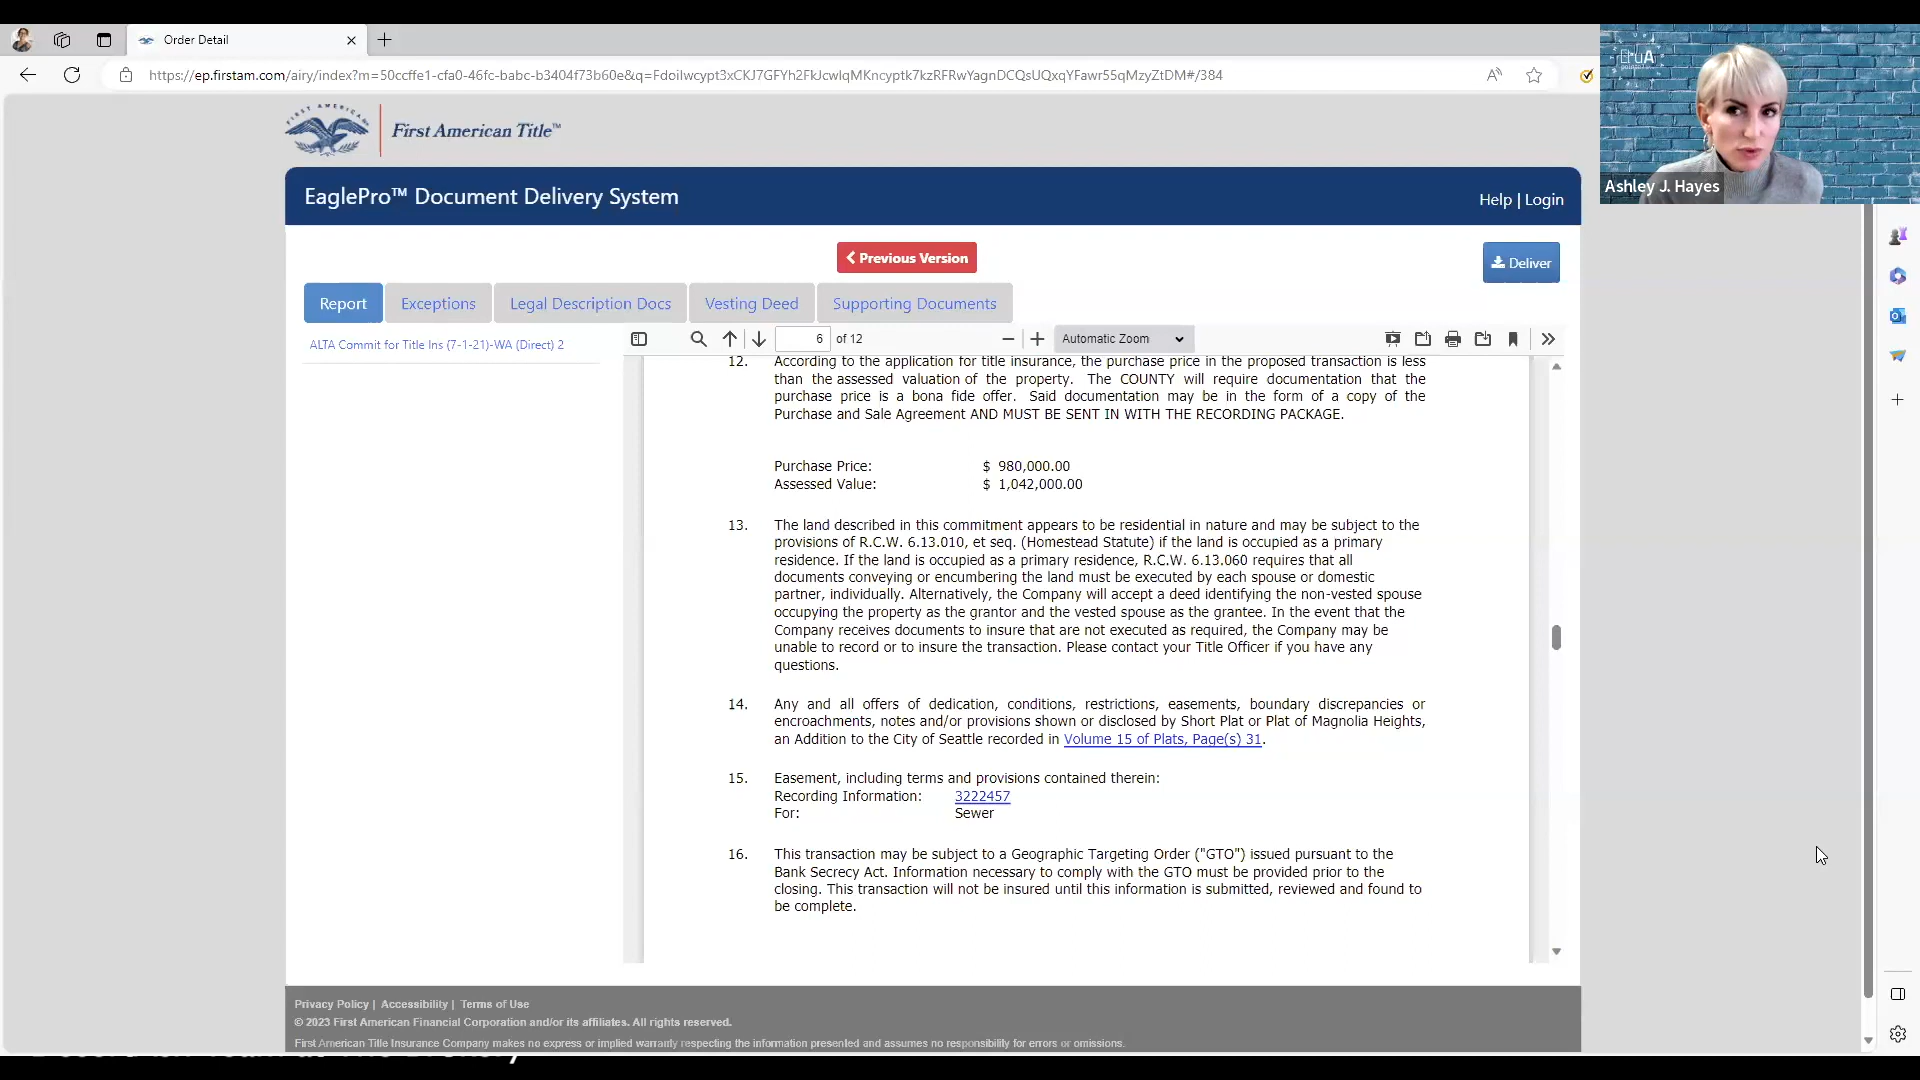 Order Detail
https://ep.firstam.com/airy/index?m=50ccffe1-cfa0-46fc-babc-b3404f73b60e&q=FdoiIwcypt3xCKJ7GFYh2FkJcwIqMKncyptk7kzRFRwYagnDCQsUQxqYFawr55qMzyZtDM#/384
Ashley J. Hayes
FIRST AMERICAN
First American Title™
EaglePro™ Document Delivery System
Help | Login
Previous Version
Deliver
Report
Exceptions
Legal Description Docs
Vesting Deed
Supporting Documents
ALTA Commit for Title Ins (7-1-21)-WA (Direct) 2
6 of 12
Automatic Zoom
12. According to the application for title insurance, the purchase price in the proposed transaction is less
than the assessed valuation of the property. The COUNTY will require documentation that the
purchase price is a bona fide offer. Said documentation may be in the form of a copy of the
Purchase and Sale Agreement AND MUST BE SENT IN WITH THE RECORDING PACKAGE.
Purchase Price: $ 980,000.00
Assessed Value: $ 1,042,000.00
13. The land described in this commitment appears to be residential in nature and may be subject to the
provisions of R.C.W. 6.13.010, et seq. (Homestead Statute) if the land is occupied as a primary
residence. If the land is occupied as a primary residence, R.C.W. 6.13.060 requires that all
documents conveying or encumbering the land must be executed by each spouse or domestic
partner, individually. Alternatively, the Company will accept a deed identifying the non-vested spouse
occupying the property as the grantor and the vested spouse as the grantee. In the event that the
Company receives documents to insure that are not executed as required, the Company may be
unable to record or to insure the transaction. Please contact your Title Officer if you have any
questions.
14. Any and all offers of dedication, conditions, restrictions, easements, boundary discrepancies or
encroachments, notes and/or provisions shown or disclosed by Short Plat or Plat of Magnolia Heights,
an Addition to the City of Seattle recorded in Volume 15 of Plats, Page(s) 31.
15. Easement, including terms and provisions contained therein:
Recording Information: 3222457
For: Sewer
16. This transaction may be subject to a Geographic Targeting Order ("GTO") issued pursuant to the
Bank Secrecy Act. Information necessary to comply with the GTO must be provided prior to the
closing. This transaction will not be insured until this information is submitted, reviewed and found to
be complete.
Privacy Policy | Accessibility | Terms of Use
© 2023 First American Financial Corporation and/or its affiliates. All rights reserved.
First American Title Insurance Company makes no express or implied warranty respecting the information presented and assumes no responsibility for errors or omissions.